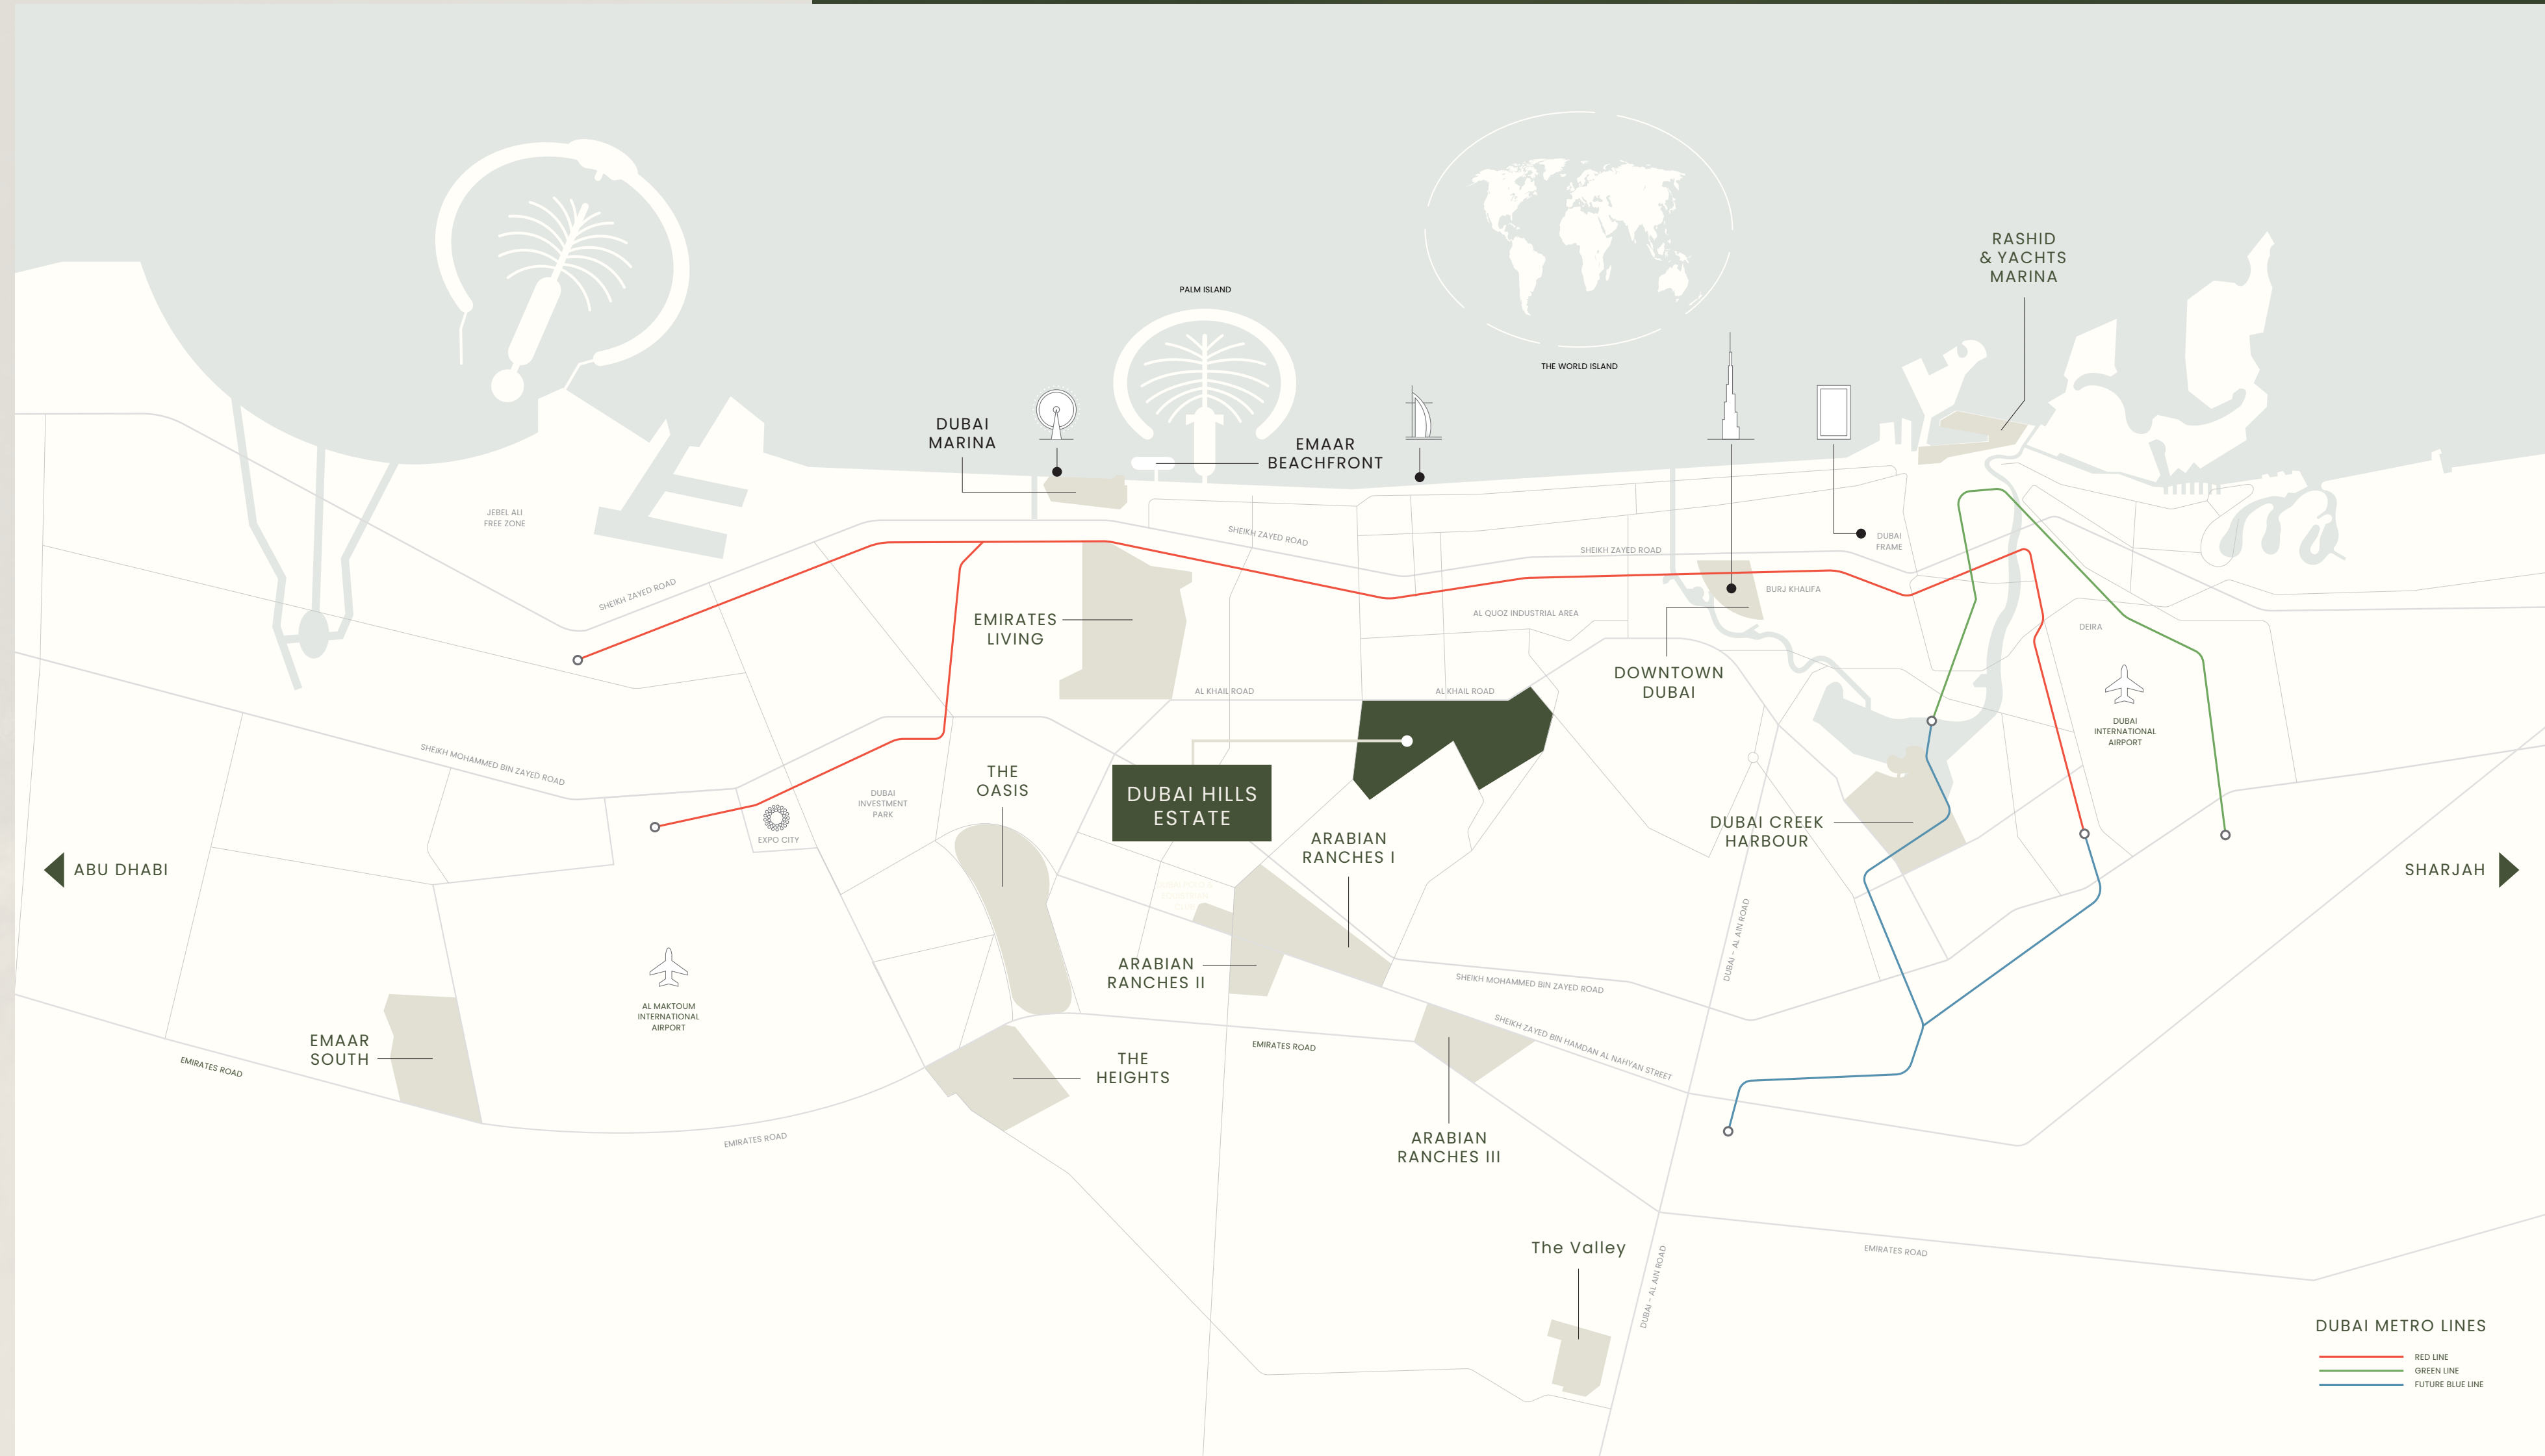 RASHID
& YACHTS
MARINA
PALM ISLAND
THE WORLD ISLAND
DUBAI
MARINA
EMAAR
BEACHFRONT
JEBEL ALI
FREE ZONE
SHEIKH ZAYED ROAD
SHEIKH ZAYED ROAD
SHEIKH ZAYED ROAD
DUBAI
FRAME
BURJ KHALIFA
AL QUOZ INDUSTRIAL AREA
EMIRATES
LIVING
DEIRA
DOWNTOWN
DUBAI
AL KHAIL ROAD
AL KHAIL ROAD
DUBAI
INTERNATIONAL
AIRPORT
SHEIKH MOHAMMED BIN ZAYED ROAD
THE
OASIS
DUBAI
INVESTMENT
PARK
DUBAI HILLS
ESTATE
EXPO CITY
ARABIAN
RANCHES I
DUBAI CREEK
HARBOUR
ABU DHABI
SHARJAH
DUBAI - AL AIN ROAD
ARABIAN
RANCHES II
SHEIKH MOHAMMED BIN ZAYED ROAD
AL MAKTOUM
INTERNATIONAL
AIRPORT
SHEIKH ZAYED BIN HAMDAN AL NAHYAN STREET
EMAAR
SOUTH
EMIRATES ROAD
EMIRATES ROAD
THE
HEIGHTS
EMIRATES ROAD
ARABIAN
RANCHES III
The Valley
EMIRATES ROAD
DUBAI - AL AIN ROAD
DUBAI METRO LINES
RED LINE
GREEN LINE
FUTURE BLUE LINE